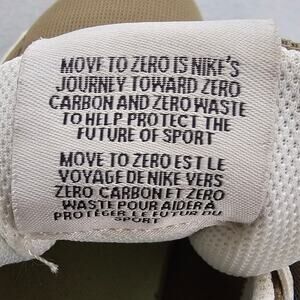 MOVE TO ZERO IS NIKE'S
JOURNEY TOWARD ZERO
CARBON AND ZERO WASTE
TO HELP PROTECT THE
FUTURE OF SPORT
MOVE TO ZERO EST LE
VOYAGE DE NIKE VERS
ZERO CARBON ET ZERO
WASTE POUR AIDER À
PROTÉGER LE FUTUR DU
SPORT